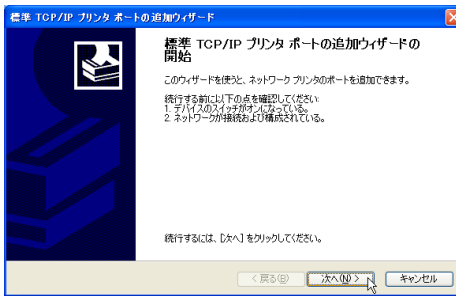 標準 TCP/IP プリンタ ポートの追加ウィザード
標準 TCP/IP プリンタ ポートの追加ウィザードの
開始
このウィザードを使うと、ネットワーク プリンタのポートを追加できます。
続行する前に以下の点を確認してください:
1. デバイスのスイッチがオンになっている。
2. ネットワークが接続および構成されている。
続行するには、[次へ] をクリックしてください。
< 戻る(B)
次へ(N) >
キャンセル